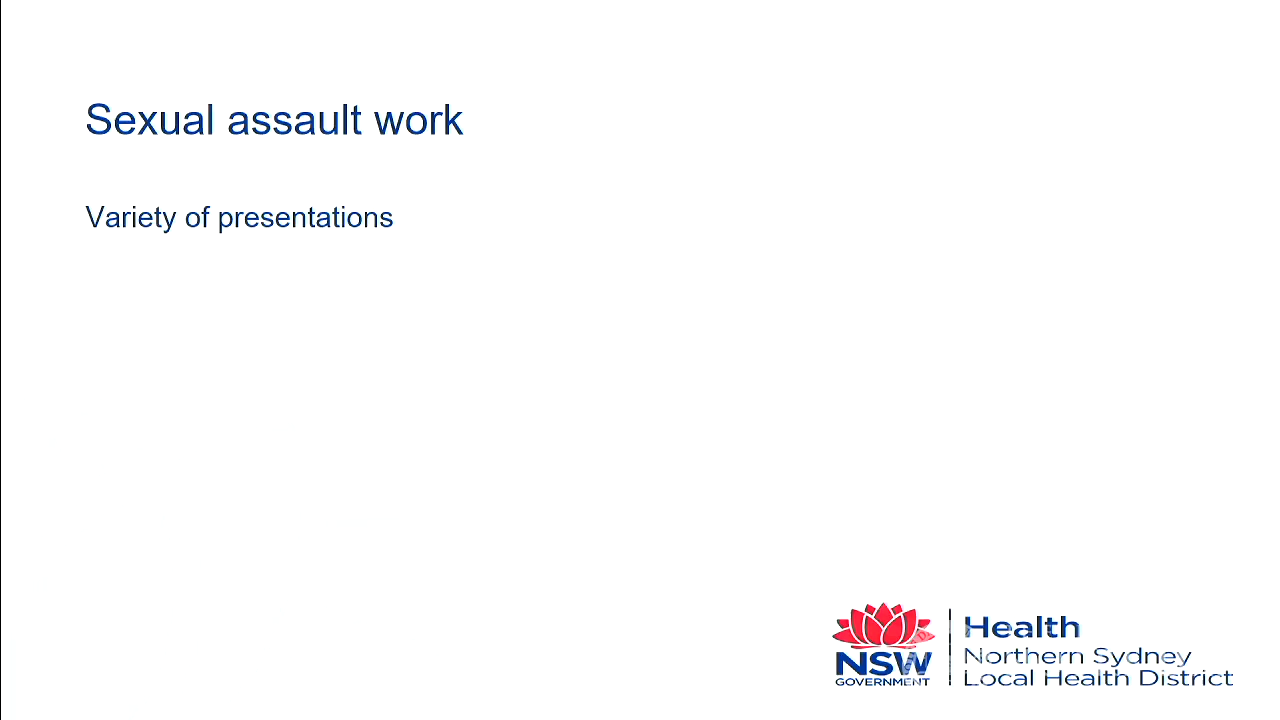 Sexual assault work
Variety of presentations
Health
Northern Sydney
Local Health District
NSW
GOVERNMENT